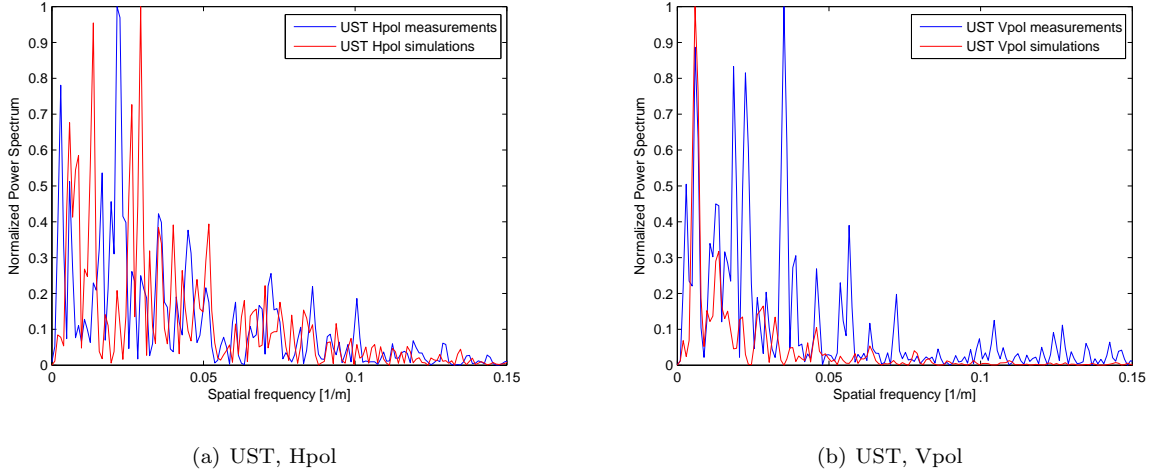 UST Hpol measurements
UST Hpol simulations
Normalized Power Spectrum
1
0.9
0.8
0.7
0.6
0.5
0.4
0.3
0.2
0.1
0
0 0.05 0.1 0.15
Spatial frequency [1/m]
(a) UST, Hpol
UST Vpol measurements
UST Vpol simulations
Normalized Power Spectrum
1
0.9
0.8
0.7
0.6
0.5
0.4
0.3
0.2
0.1
0
0 0.05 0.1 0.15
Spatial frequency [1/m]
(b) UST, Vpol